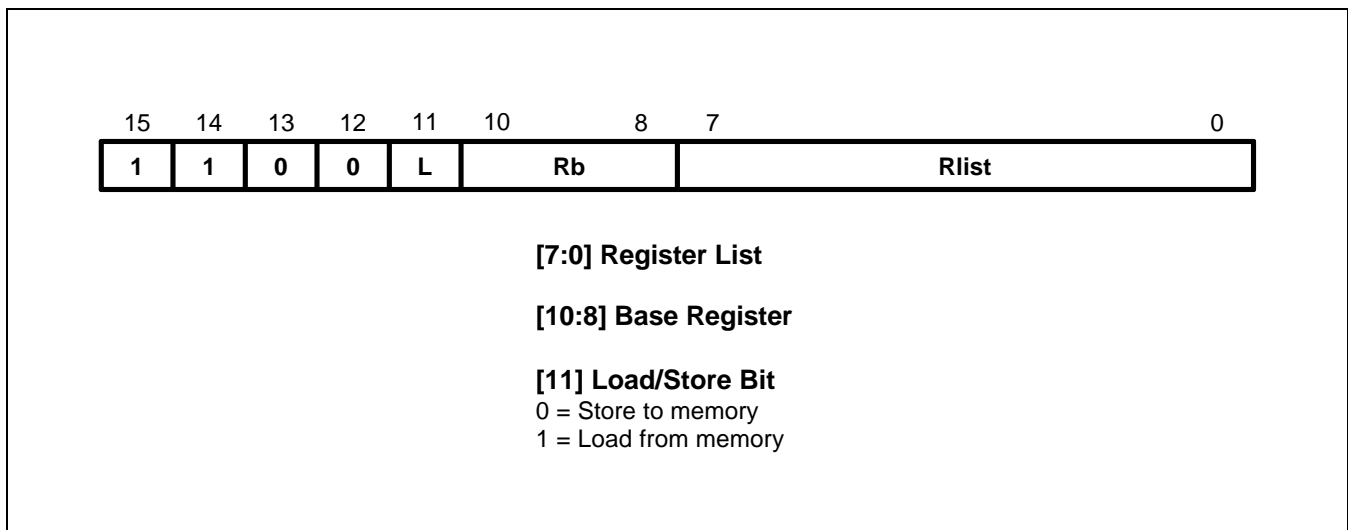 15 14 13 12 11 10 8 7 0
1 1 0 0 L Rb Rlist
[7:0] Register List
[10:8] Base Register
[11] Load/Store Bit
0 = Store to memory
1 = Load from memory